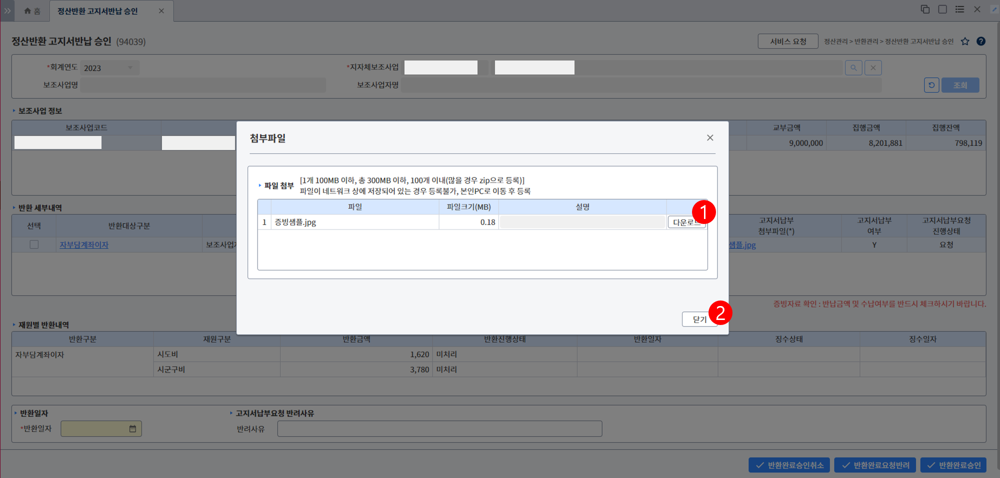 홈
정산반환 고지서반납 승인
정산반환 고지서반납 승인 (94039)
서비스 요청
정산관리 > 반환관리 > 정산반환 고지서반납 승인
*회계연도 2023
*지자체보조사업
보조사업명
보조사업자명
조회
보조사업 정보
보조사업코드
교부금액 집행금액 집행잔액
9,000,000 8,201,881 798,119
첨부파일
파일 첨부
[1개 100MB 이하, 총 300MB 이하, 100개 이내(많을 경우 zip으로 등록)]
파일이 네트워크 상에 저장되어 있는 경우 등록불가, 본인PC로 이동 후 등록
파일 파일크기(MB) 설명
1 증빙샘플.jpg 0.18 다운로드
1
닫기
2
반환 세부내역
선택 반환대상구분
고지서납부
첨부파일(*)
고지서납부
여부
고지서납부요청
진행상태
자부담계좌이자 보조사업자
샘플.jpg Y 요청
증빙자료 확인 : 반납금액 및 수납여부를 반드시 체크하시기 바랍니다.
재원별 반환내역
반환구분 재원구분 반환금액 반환진행상태 반환일자 징수상태 징수일자
자부담계좌이자 시도비 1,620 미처리
시군구비 3,780 미처리
반환일자
*반환일자
고지서납부요청 반려사유
반려사유
반환완료승인취소
반환완료요청반려
반환완료승인